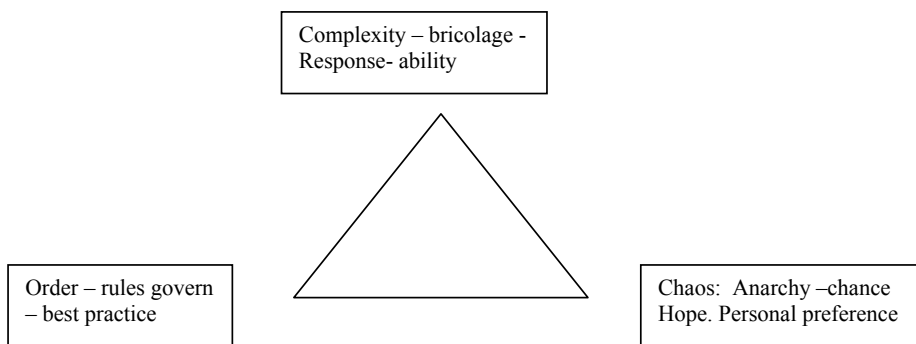 Complexity – bricolage -
Response- ability
Order – rules govern
– best practice
Chaos:  Anarchy –chance
Hope. Personal preference